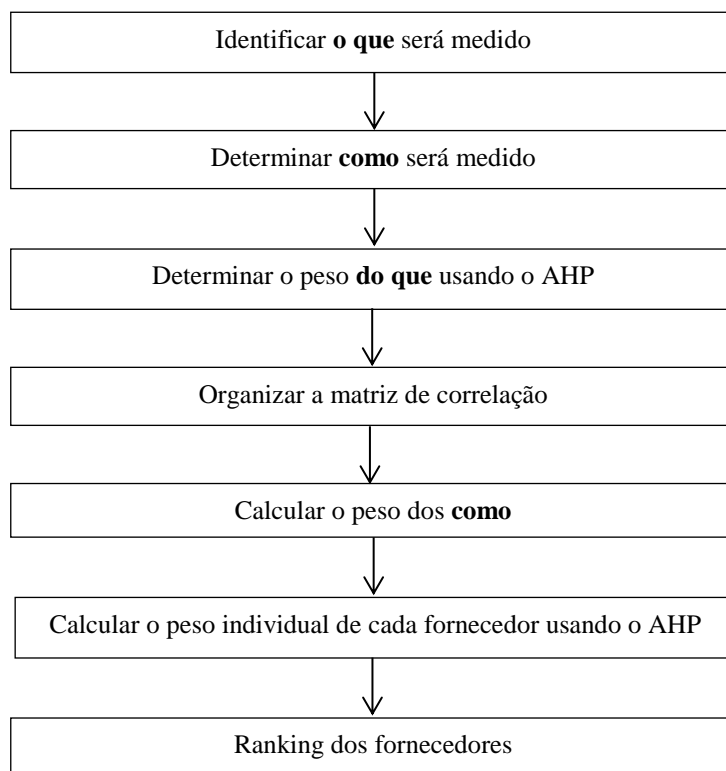 Identificar o que será medido
Determinar como será medido
Determinar o peso do que usando o AHP
Organizar a matriz de correlação
Calcular o peso dos como
Calcular o peso individual de cada fornecedor usando o AHP
Ranking dos fornecedores